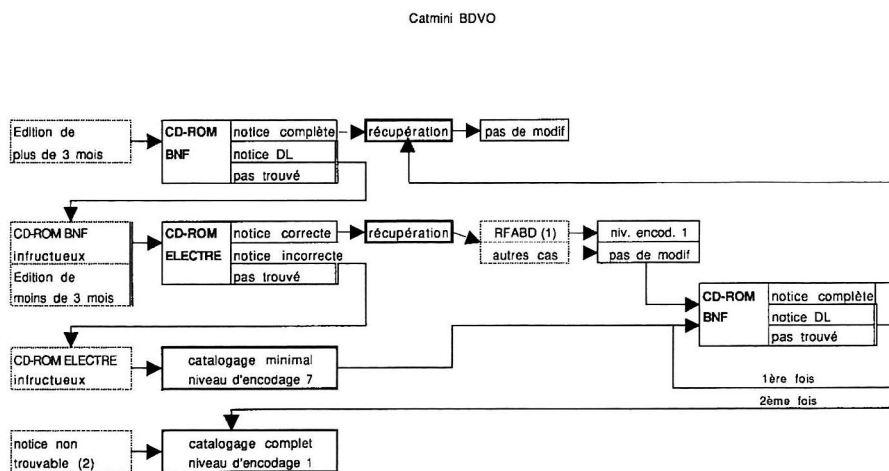 Catmini BDVO
Edition de
plus de 3 mois
CD-ROM
BNF
notice complète
notice DL
pas trouvé
récupération
pas de modif
CD-ROM BNF
infructueux
Edition de
moins de 3 mois
CD-ROM
ELECTRE
notice correcte
notice incorrecte
pas trouvé
récupération
RFABD (1)
autres cas
niv. encod. 1
pas de modif
CD-ROM
BNF
notice complète
notice DL
pas trouvé
CD-ROM ELECTRE
infructueux
catalogage minimal
niveau d'encodage 7
1ère fois
2ème fois
notice non
trouvable (2)
catalogage complet
niveau d'encodage 1